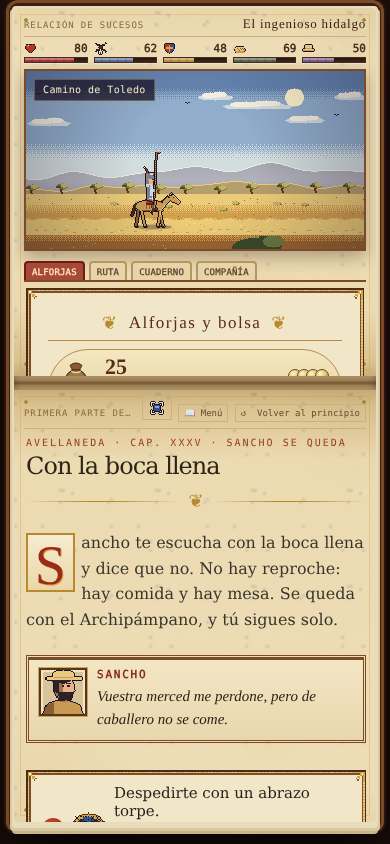 RELACIÓN DE SUCESOS
El ingenioso hidalgo
80 62 48 69 50
Camino de Toledo
ALFORJAS RUTA CUADERNO COMPAÑÍA
Alforjas y bolsa
25
PRIMERA PARTE DE…
Menú
Volver al principio
AVELLANEDA · CAP. XXXV · SANCHO SE QUEDA
Con la boca llena
Sancho te escucha con la boca llena
y dice que no. No hay reproche:
hay comida y hay mesa. Se queda
con el Archipámpano, y tú sigues solo.
SANCHO
Vuestra merced me perdone, pero de
caballero no se come.
Despedirte con un abrazo
torpe.